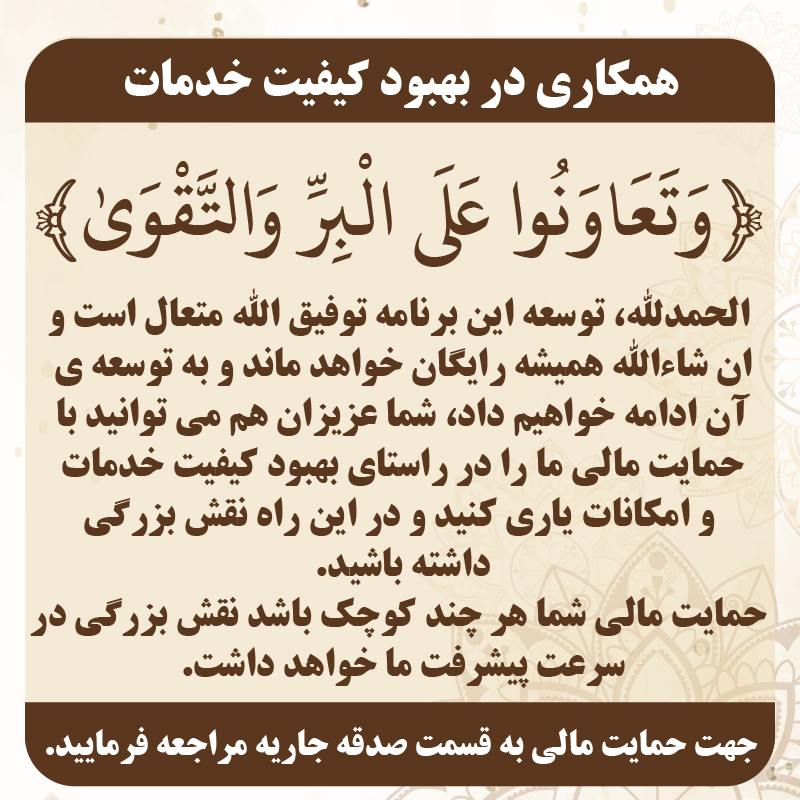 همکاری در بهبود کیفیت خدمات
﴿وَتَعَاوَنُوا عَلَى الْبِرِّ وَالتَّقْوَىٰ﴾
الحمدلله، توسعه این برنامه توفیق الله متعال است و
ان شاءالله همیشه رایگان خواهد ماند و به توسعه ی
آن ادامه خواهیم داد، شما عزیزان هم می توانید با
حمایت مالی ما را در راستای بهبود کیفیت خدمات
و امکانات یاری کنید و در این راه نقش بزرگی
داشته باشید.
حمایت مالی شما هر چند کوچک باشد نقش بزرگی در
سرعت پیشرفت ما خواهد داشت.
جهت حمایت مالی به قسمت صدقه جاریه مراجعه فرمایید.